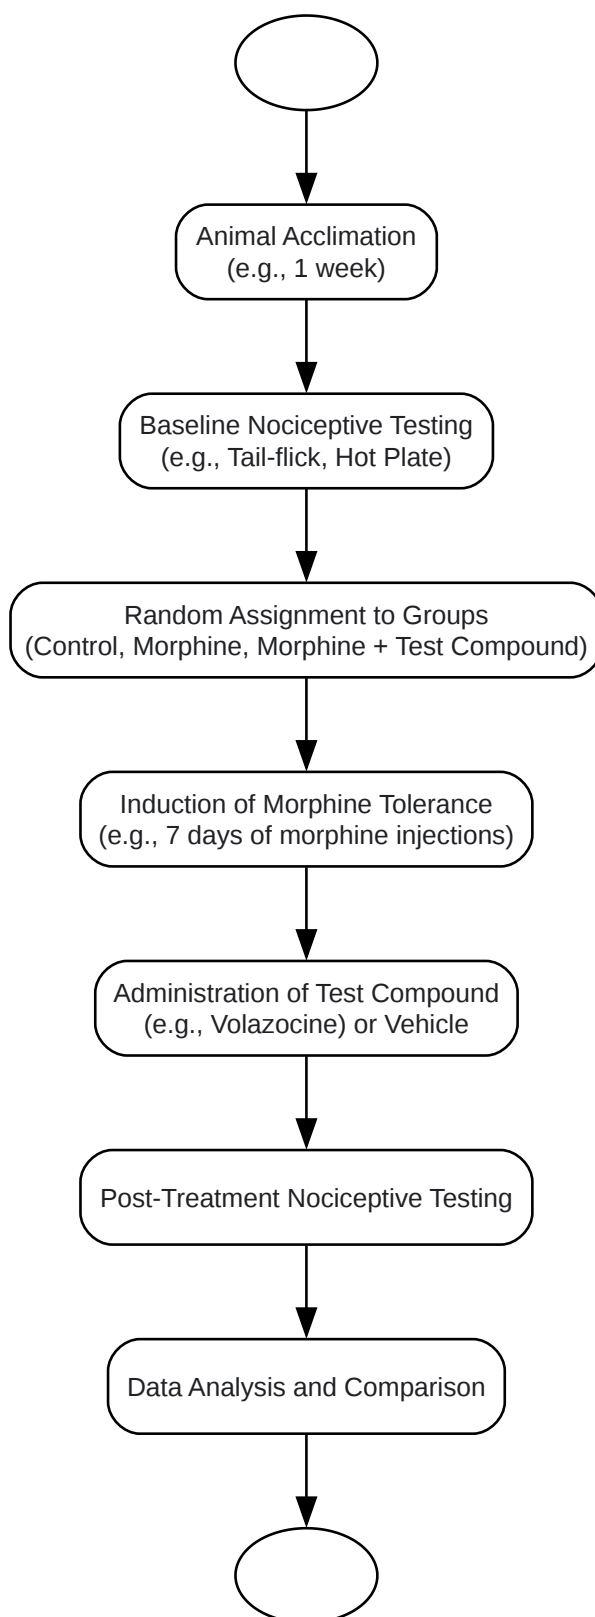 Animal Acclimation
(e.g., 1 week)
Baseline Nociceptive Testing
(e.g., Tail-flick, Hot Plate)
Random Assignment to Groups
(Control, Morphine, Morphine + Test Compound)
Induction of Morphine Tolerance
(e.g., 7 days of morphine injections)
Administration of Test Compound
(e.g., Volazocine) or Vehicle
Post-Treatment Nociceptive Testing
Data Analysis and Comparison